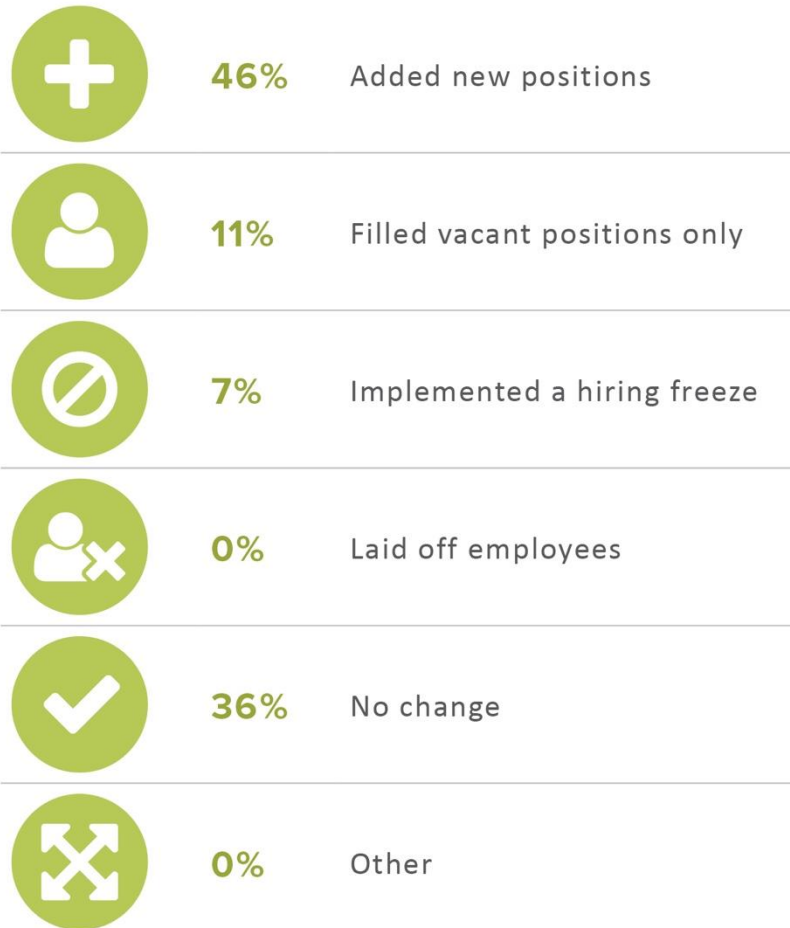 46% Added new positions
11% Filled vacant positions only
7% Implemented a hiring freeze
0% Laid off employees
36% No change
0% Other